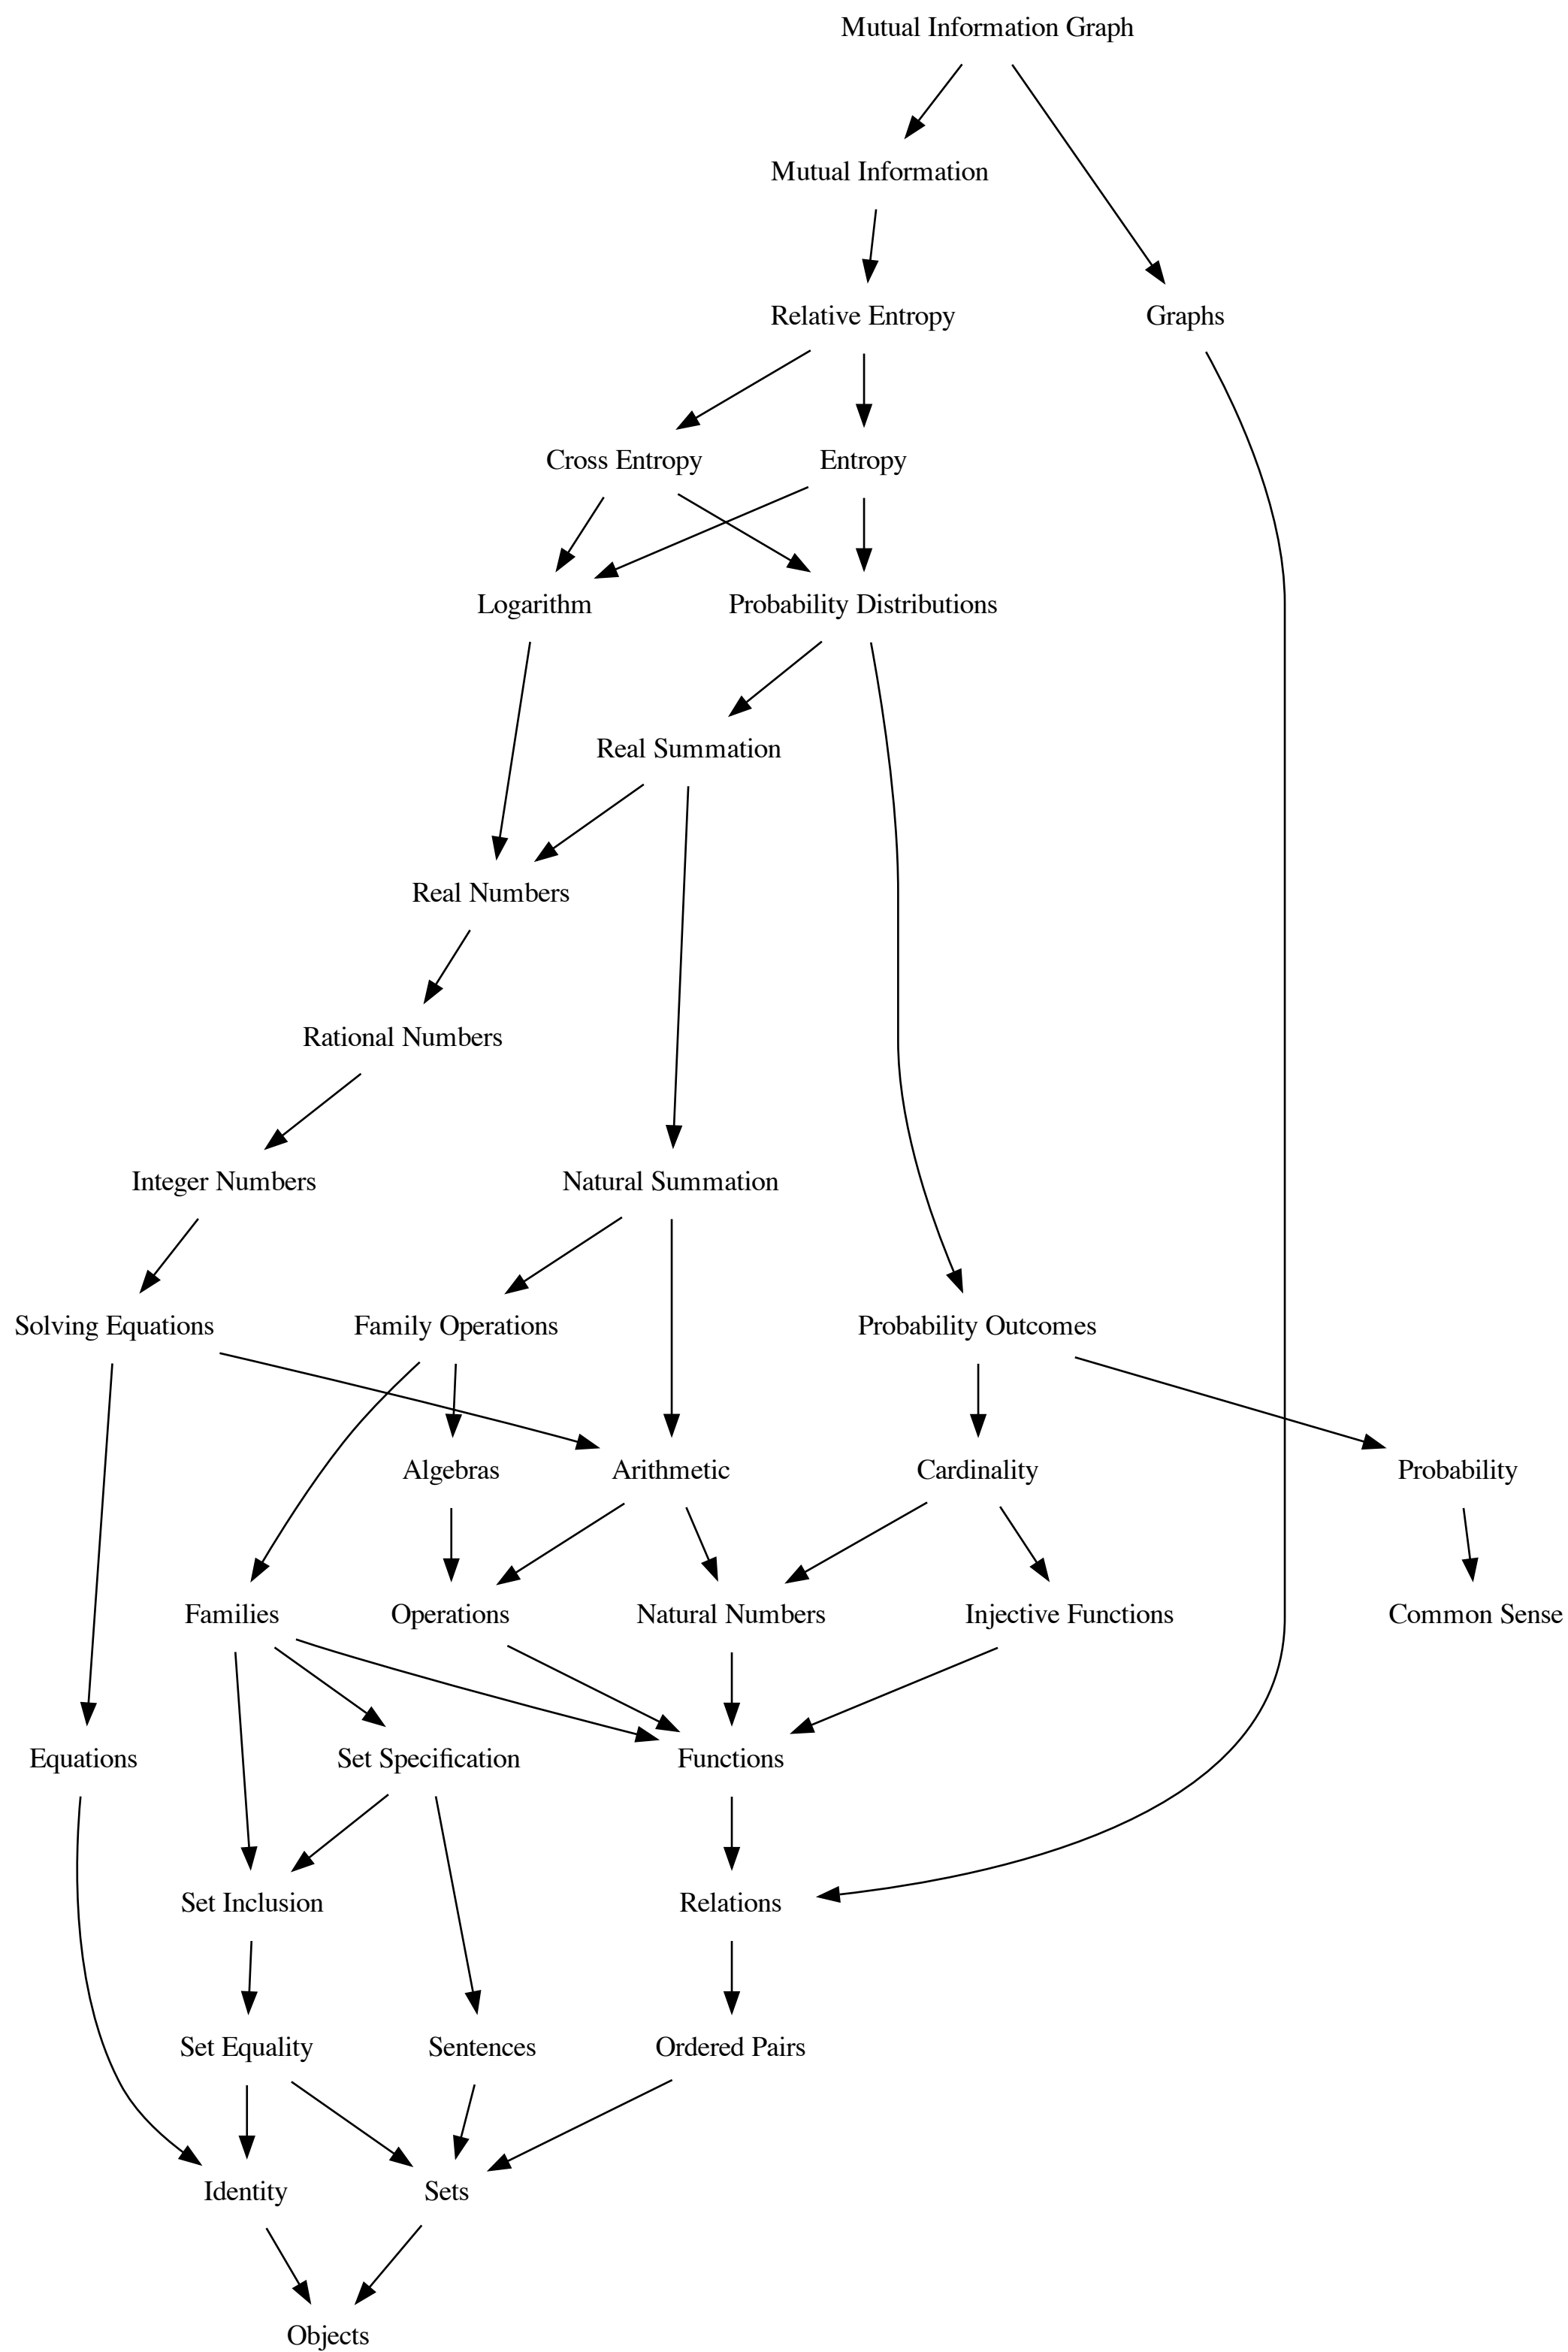 Mutual Information Graph
Mutual Information
Relative Entropy
Graphs
Cross Entropy
Entropy
Logarithm
Probability Distributions
Real Summation
Real Numbers
Rational Numbers
Integer Numbers
Natural Summation
Solving Equations
Family Operations
Probability Outcomes
Algebras
Arithmetic
Cardinality
Probability
Families
Operations
Natural Numbers
Injective Functions
Common Sense
Equations
Set Specification
Functions
Set Inclusion
Relations
Set Equality
Sentences
Ordered Pairs
Identity
Sets
Objects